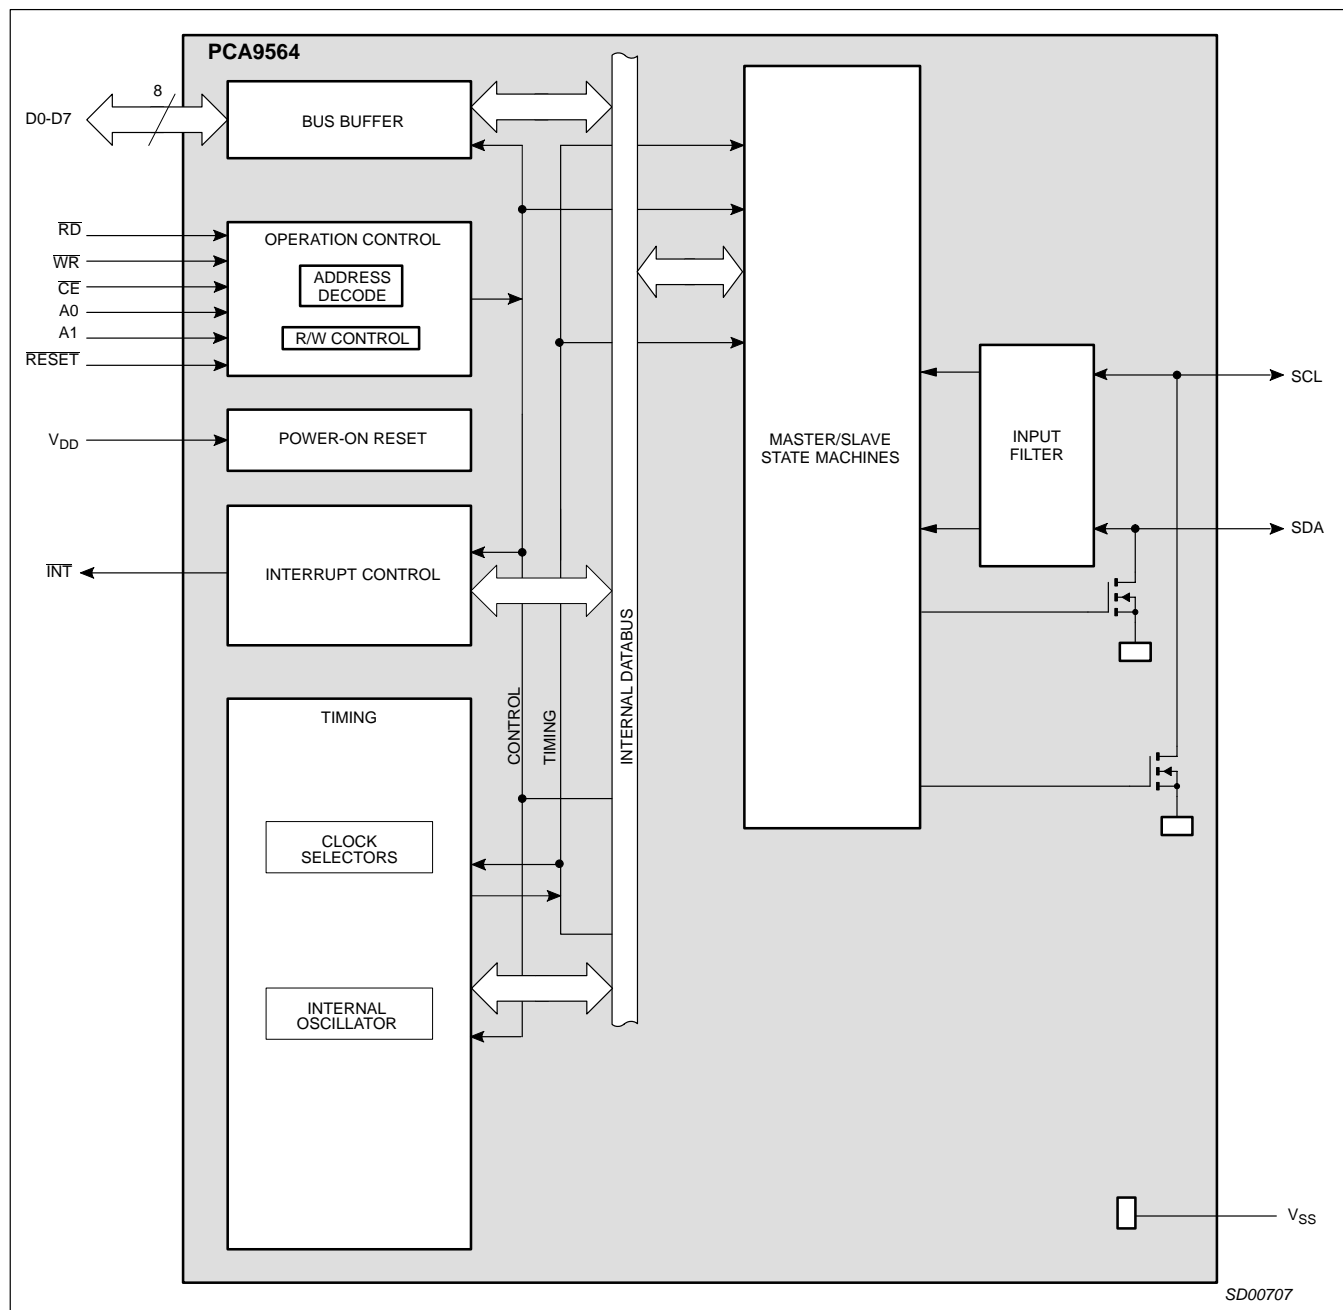 PCA9564
8
D0-D7
BUS BUFFER
RD
WR
CE
A0
A1
RESET
OPERATION CONTROL
ADDRESS
DECODE
R/W CONTROL
VDD
POWER-ON RESET
INT
INTERRUPT CONTROL
TIMING
CLOCK
SELECTORS
INTERNAL
OSCILLATOR
CONTROL
TIMING
INTERNAL DATABUS
MASTER/SLAVE
STATE MACHINES
INPUT
FILTER
SCL
SDA
VSS
SD00707